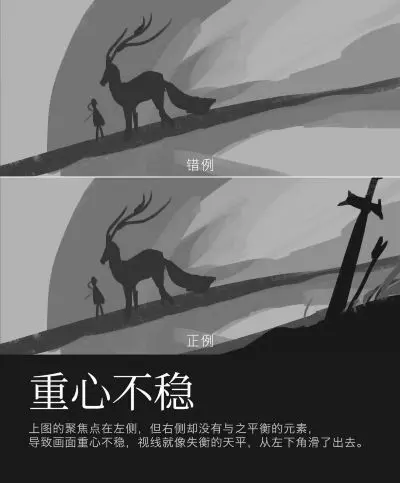 错例
正例
重心不稳
上图的聚焦点在左侧，但右侧却没有与之平衡的元素，
导致画面重心不稳，视线就像失衡的天平，从左下角滑了出去。